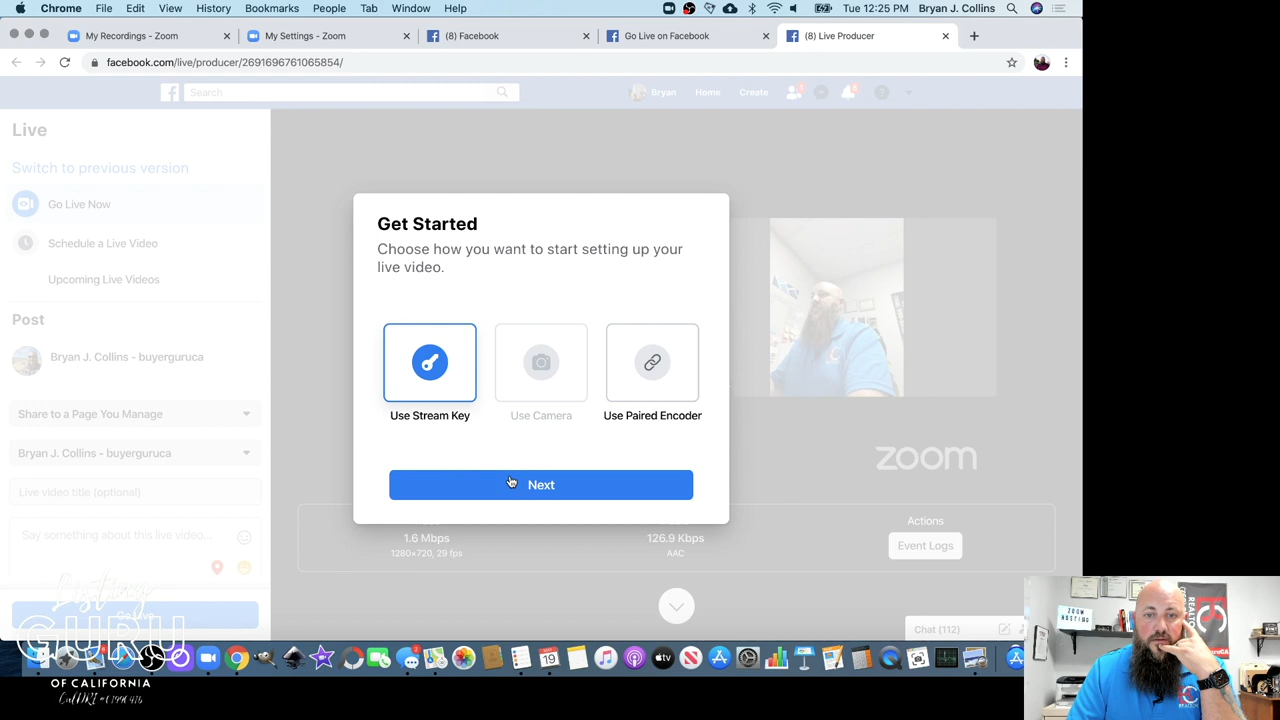 Chrome File Edit View History Bookmarks People Tab Window Help Tue 12:25 PM Bryan J. Collins
My Recordings - Zoom
My Settings - Zoom
(8) Facebook
Go Live on Facebook
(8) Live Producer
facebook.com/live/producer/2691696761065854/
Search
Bryan Home Create
Live
Switch to previous version
Go Live Now
Schedule a Live Video
Upcoming Live Videos
Post
Bryan J. Collins - buyerguruca
Share to a Page You Manage
Bryan J. Collins - buyerguruca
Live video title (optional)
Say something about this live video...
Get Started
Choose how you want to start setting up your
live video.
Use Stream Key
Use Camera
Use Paired Encoder
Next
zoom
1.6 Mbps
1280×720, 29 fps
126.9 Kbps
AAC
Actions
Event Logs
Chat (112)
Listing
GURU
OF CALIFORNIA
ZOOM
HOSTING
19